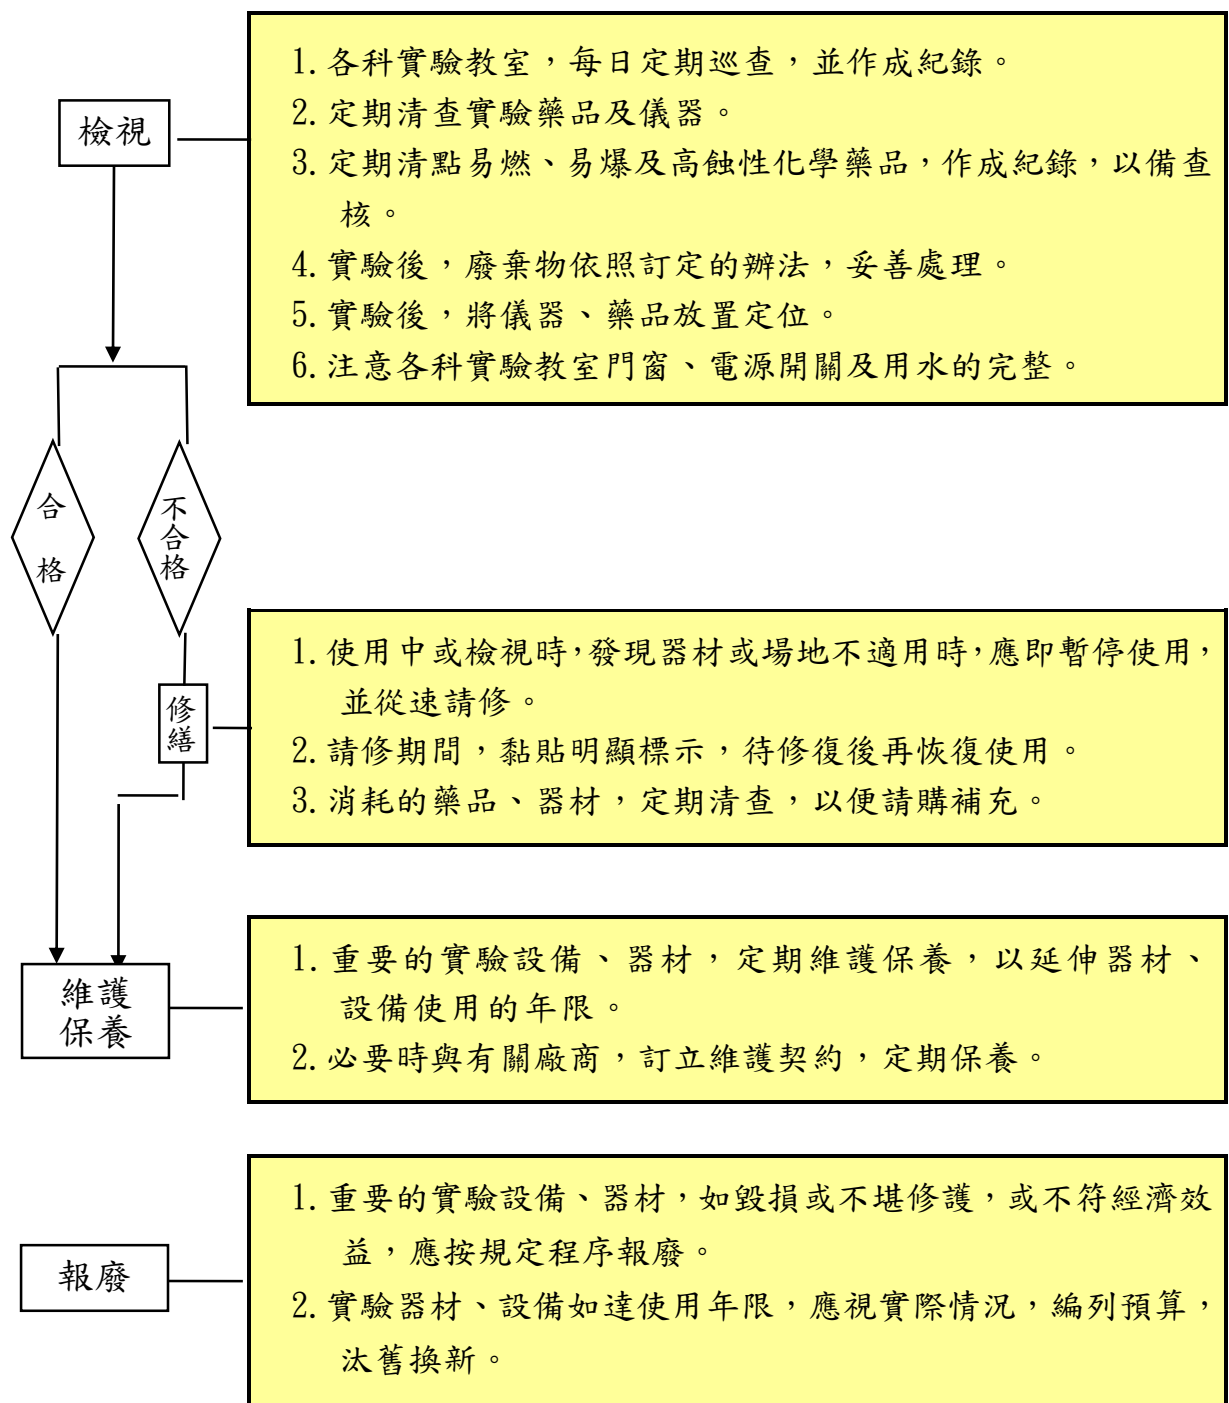 檢視
1.各科實驗教室，每日定期巡查，並作成紀錄。
2.定期清查實驗藥品及儀器。
3.定期清點易燃、易爆及高蝕性化學藥品，作成紀錄，以備查
核。
4.實驗後，廢棄物依照訂定的辦法，妥善處理。
5.實驗後，將儀器、藥品放置定位。
6.注意各科實驗教室門窗、電源開關及用水的完整。
合
格
不
合
格
修
繕
1.使用中或檢視時，發現器材或場地不適用時，應即暫停使用，
並從速請修。
2.請修期間，黏貼明顯標示，待修復後再恢復使用。
3.消耗的藥品、器材，定期清查，以便請購補充。
維護
保養
1.重要的實驗設備、器材，定期維護保養，以延伸器材、
設備使用的年限。
2.必要時與有關廠商，訂立維護契約，定期保養。
報廢
1.重要的實驗設備、器材，如毀損或不堪修護，或不符經濟效
益，應按規定程序報廢。
2.實驗器材、設備如達使用年限，應視實際情況，編列預算，
汰舊換新。